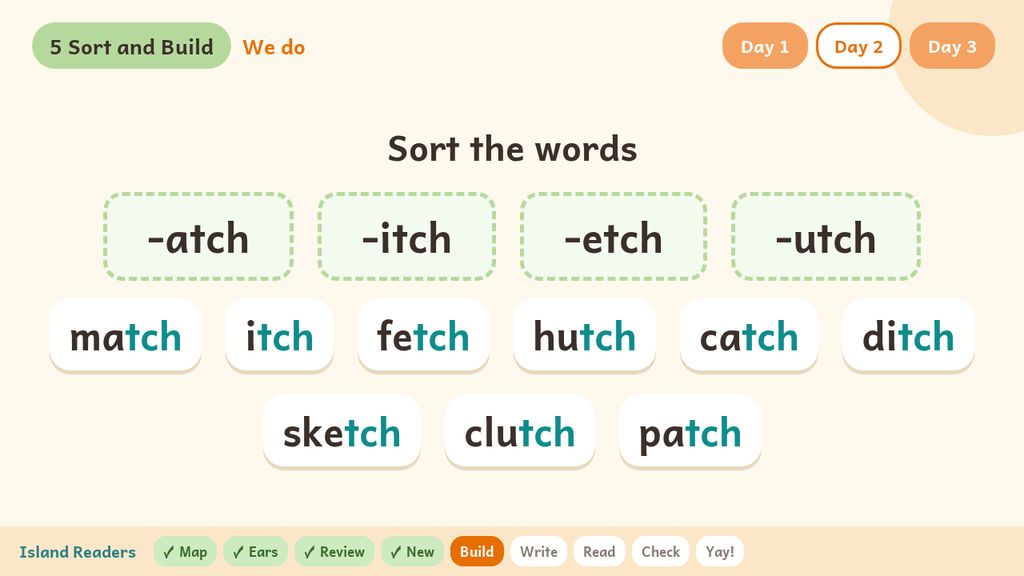 5 Sort and Build We do Day 1 Day 2 Day 3
Sort the words
-atch -itch -etch -utch
match itch fetch hutch catch ditch
sketch clutch patch
Island Readers ✓ Map ✓ Ears ✓ Review ✓ New Build Write Read Check Yay!